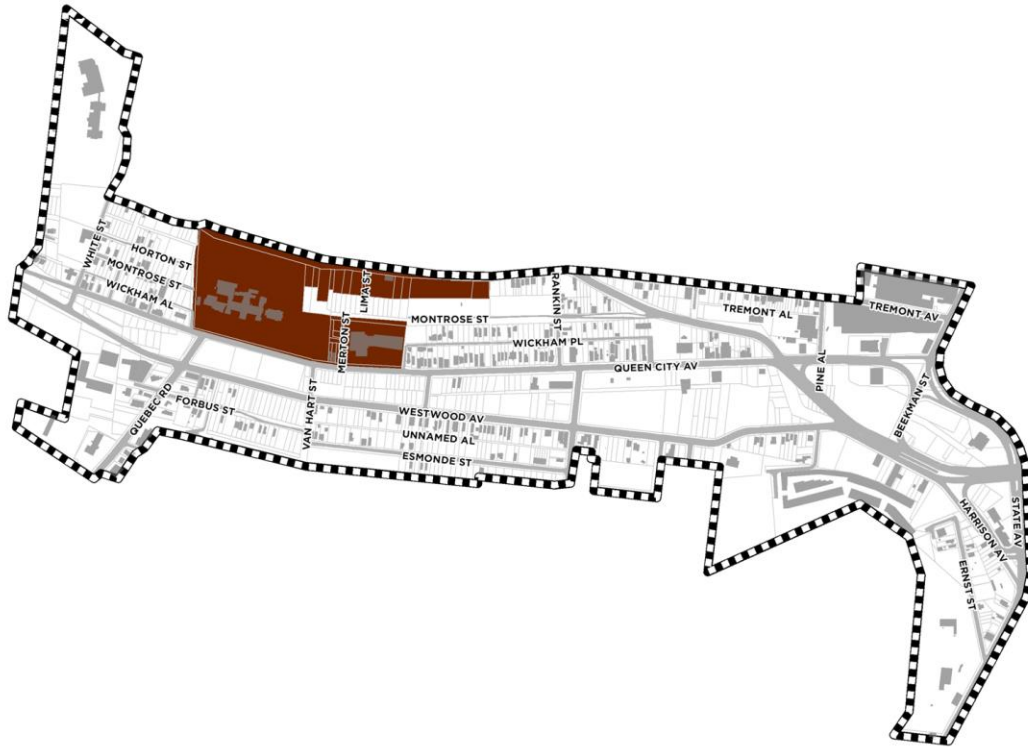 WHITE ST
HORTON ST
MONTROSE ST
WICKHAM AL
LIMA ST
MERTON ST
MONTROSE ST
RANKIN ST
WICKHAM PL
TREMONT AL
TREMONT AV
QUEEN CITY AV
PINE AL
BEEKMAN ST
QUEBEC RD
FORBUS ST
VAN HART ST
WESTWOOD AV
UNNAMED AL
ESMONDE ST
HARRISON AV
STATE AV
ERNST ST